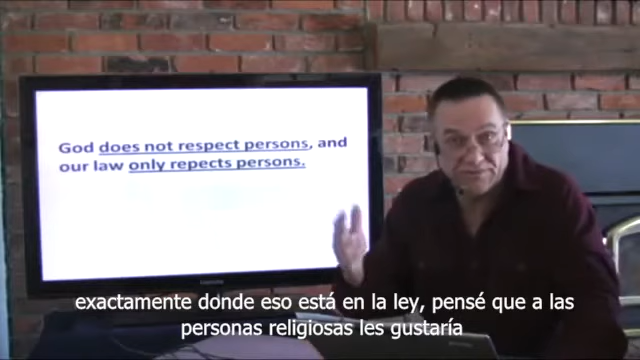 God does not respect persons, and
our law only repects persons.
exactamente donde eso está en la ley, pensé que a las
personas religiosas les gustaría